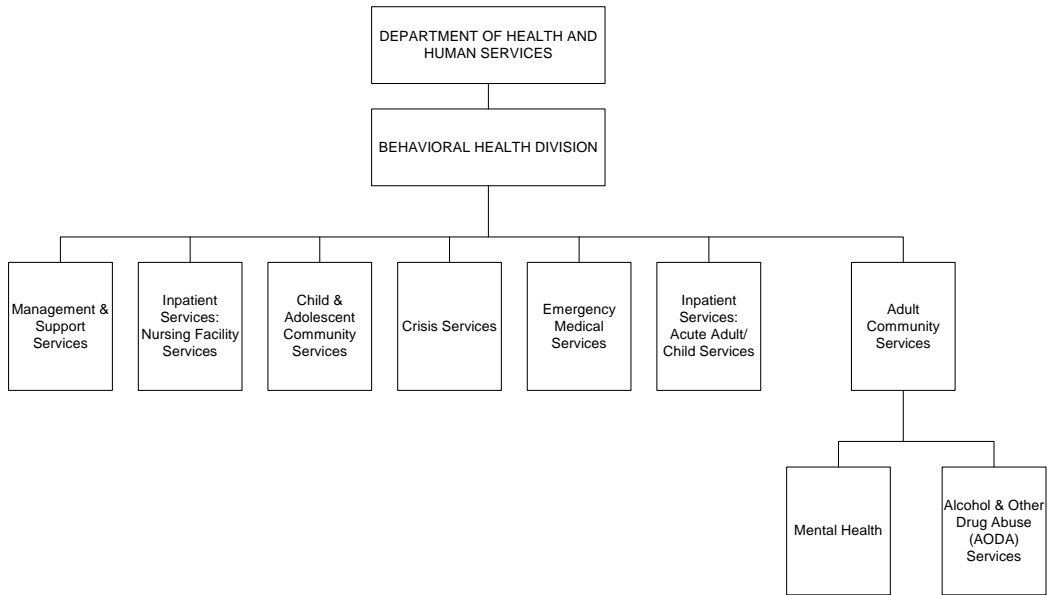 DEPARTMENT OF HEALTH AND
HUMAN SERVICES
BEHAVIORAL HEALTH DIVISION
Management &
Support
Services
Inpatient
Services:
Nursing Facility
Services
Child &
Adolescent
Community
Services
Crisis Services
Emergency
Medical
Services
Inpatient
Services:
Acute Adult/
Child Services
Adult
Community
Services
Mental Health
Alcohol & Other
Drug Abuse
(AODA)
Services